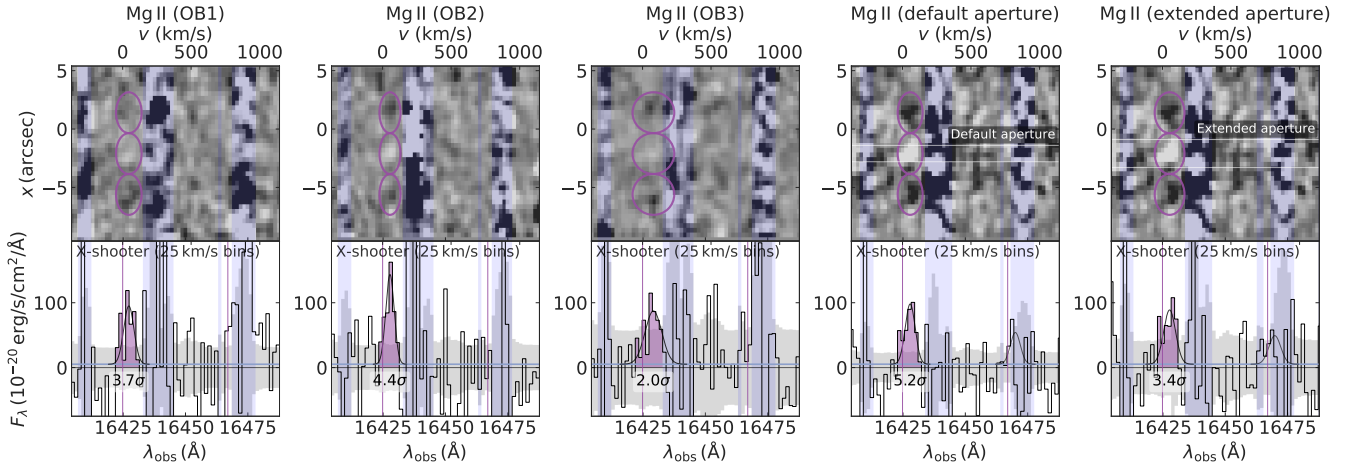 Mg II (OB1)
v (km/s)
0 500 1000
Mg II (OB2)
v (km/s)
0 500 1000
Mg II (OB3)
v (km/s)
0 500 1000
Mg II (default aperture)
v (km/s)
0 500 1000
Mg II (extended aperture)
v (km/s)
0 500 1000
x (arcsec)
5
0
−5
5
0
−5
5
0
−5
5
0
−5
Default aperture
5
0
−5
Extended aperture
F_λ (10⁻²⁰ erg/s/cm²/Å)
X-shooter (25 km/s bins)
100
0
3.7σ
16425 16450 16475
λ_obs (Å)
X-shooter (25 km/s bins)
100
0
4.4σ
16425 16450 16475
λ_obs (Å)
X-shooter (25 km/s bins)
100
0
2.0σ
16425 16450 16475
λ_obs (Å)
X-shooter (25 km/s bins)
100
0
5.2σ
16425 16450 16475
λ_obs (Å)
X-shooter (25 km/s bins)
100
0
3.4σ
16425 16450 16475
λ_obs (Å)